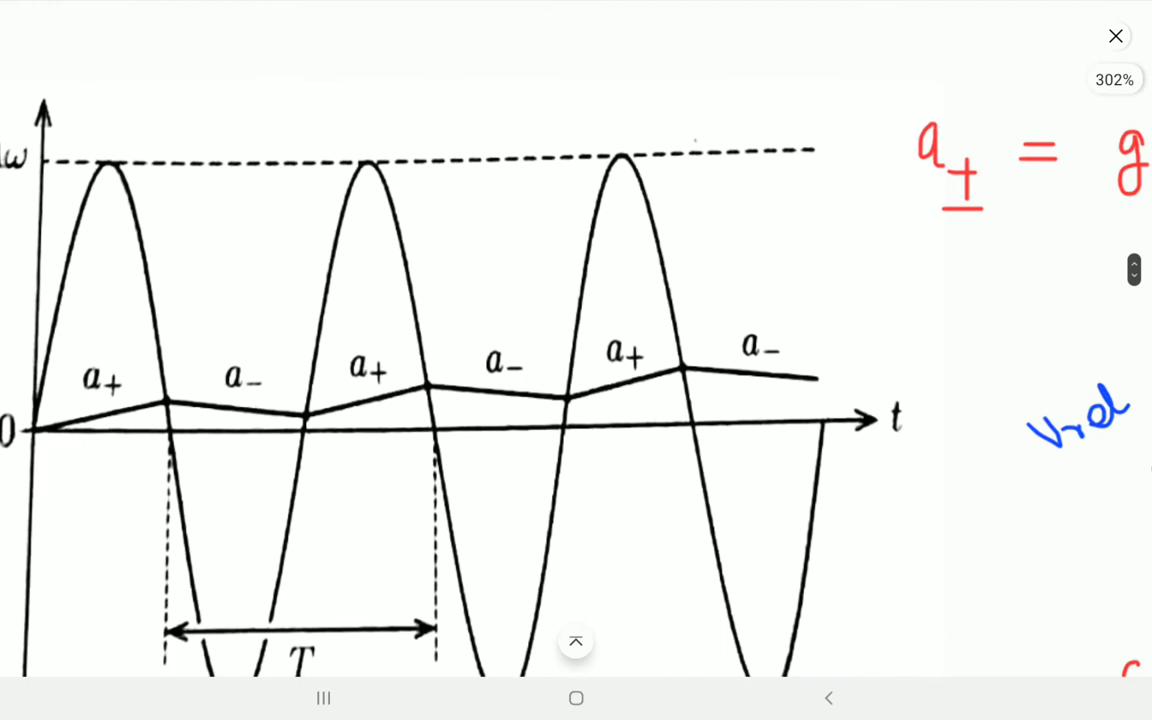 302%
ω
a± = g
a+ a- a+ a- a+ a-
0 t
Vrel
T